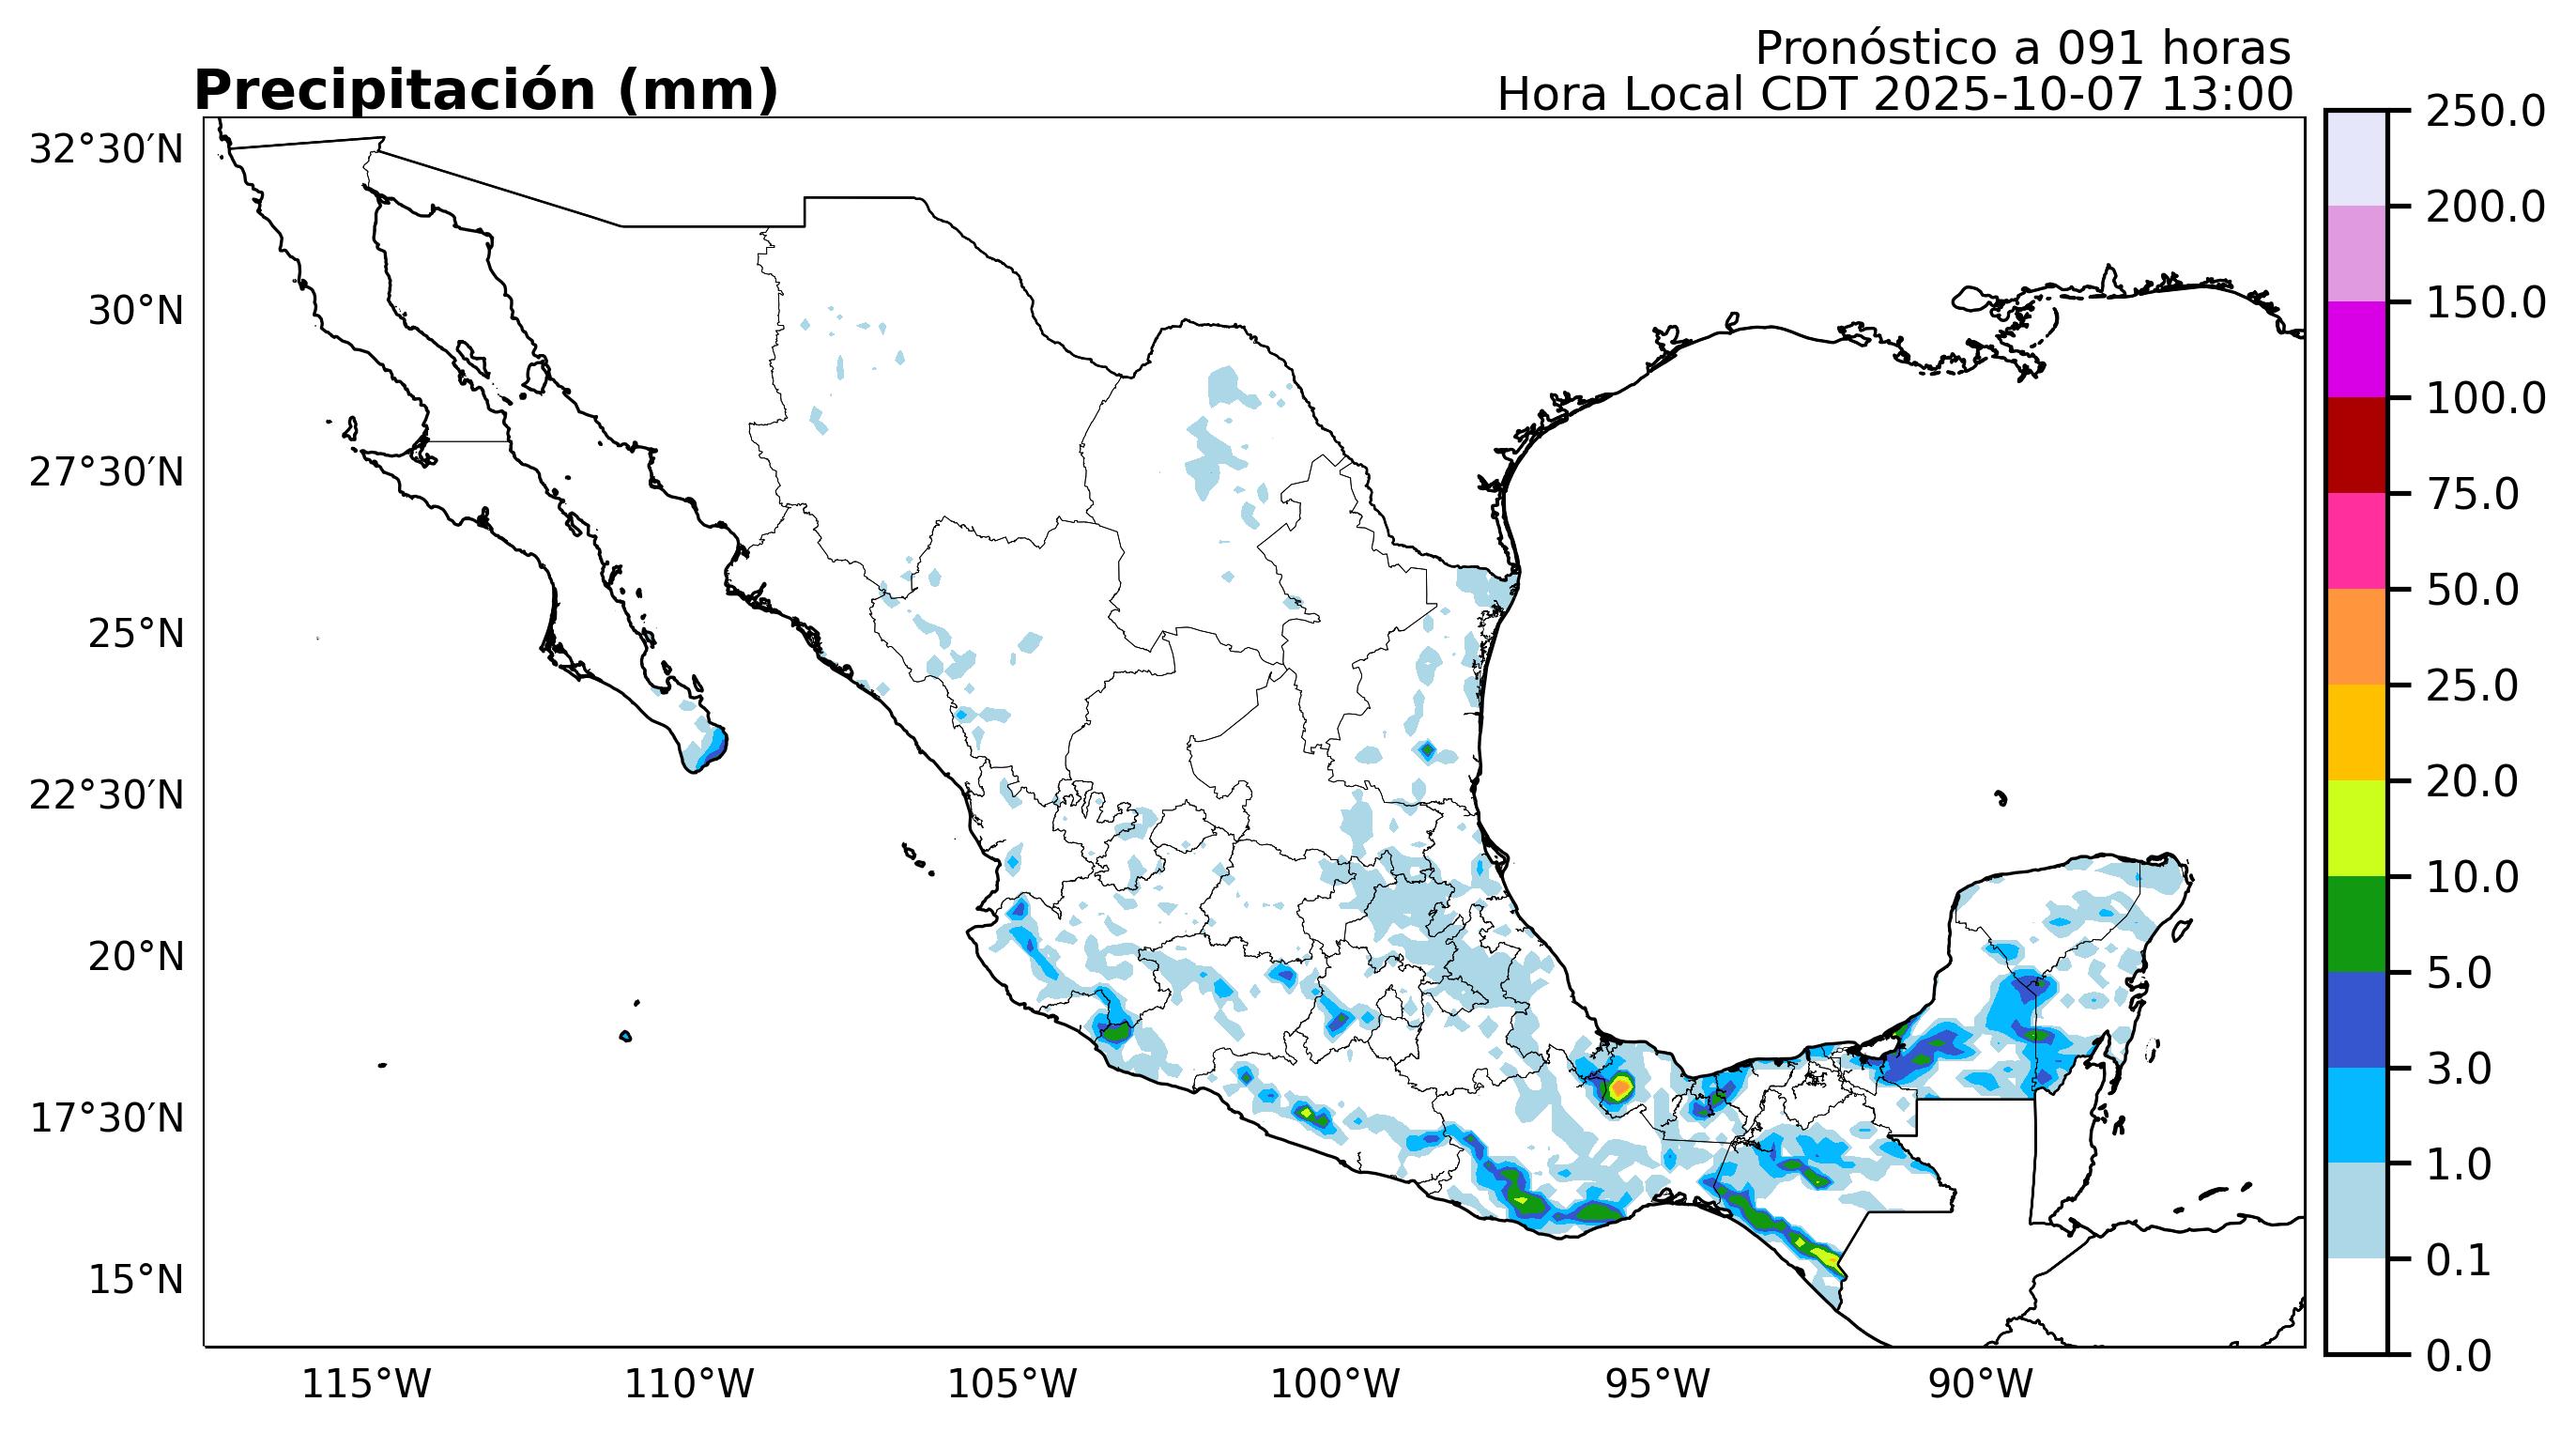 Pronóstico a 091 horas
Precipitación (mm)
Hora Local CDT 2025-10-07 13:00
32°30′N
30°N
27°30′N
25°N
22°30′N
20°N
17°30′N
15°N
115°W
110°W
105°W
100°W
95°W
90°W
250.0
200.0
150.0
100.0
75.0
50.0
25.0
20.0
10.0
5.0
3.0
1.0
0.1
0.0